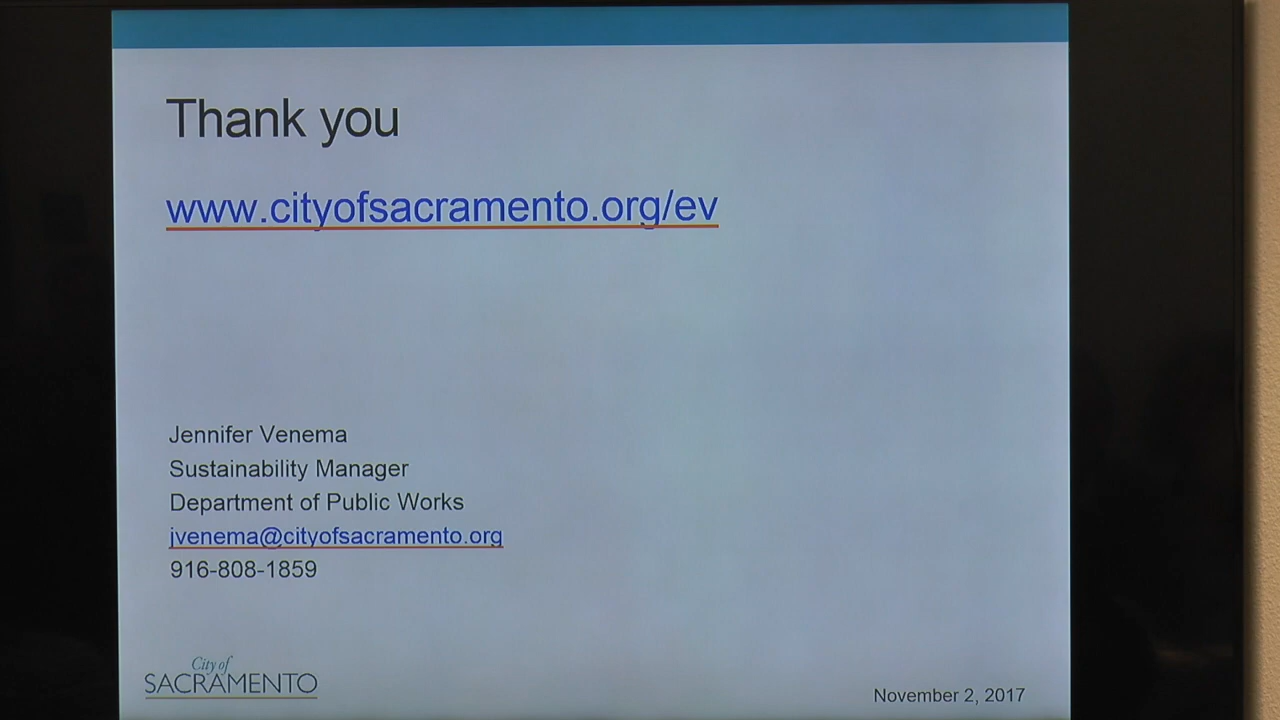 Thank you
www.cityofsacramento.org/ev
Jennifer Venema
Sustainability Manager
Department of Public Works
jvenema@cityofsacramento.org
916-808-1859
City of
SACRAMENTO
November 2, 2017